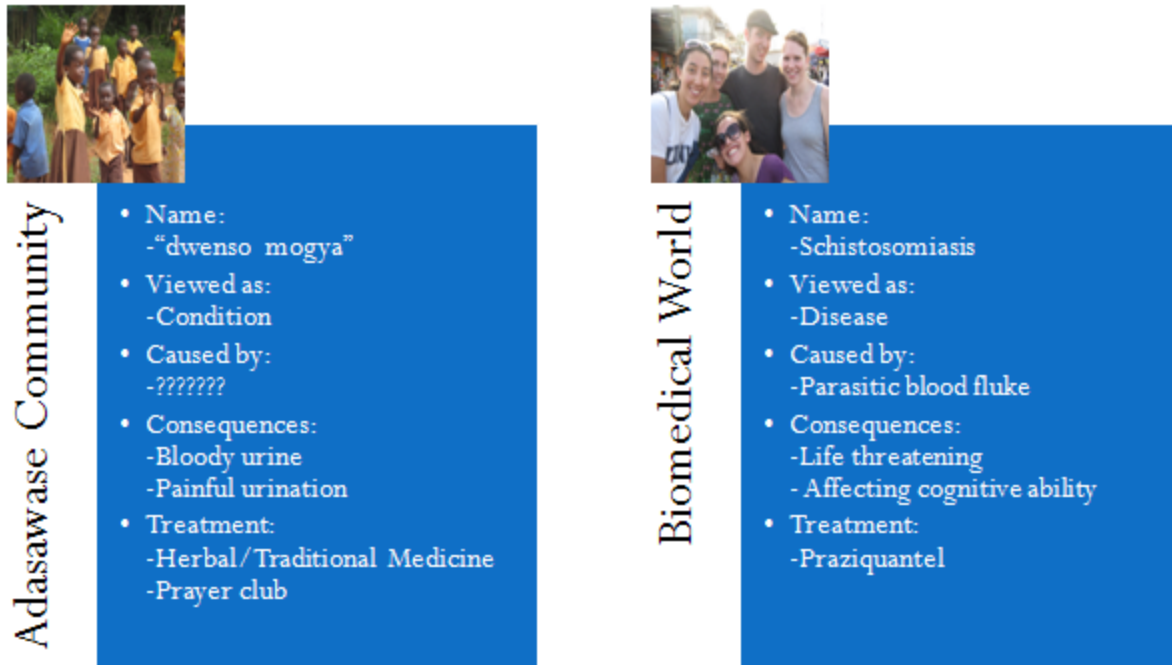 Adasawase Community
• Name:
-“dwenso mogya”
• Viewed as:
-Condition
• Caused by:
-???????
• Consequences:
-Bloody urine
-Painful urination
• Treatment:
-Herbal/Traditional Medicine
-Prayer club
Biomedical World
• Name:
-Schistosomiasis
• Viewed as:
-Disease
• Caused by:
-Parasitic blood fluke
• Consequences:
-Life threatening
- Affecting cognitive ability
• Treatment:
-Praziquantel